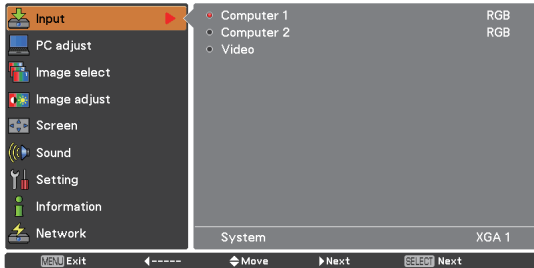 Input
PC adjust
Image select
Image adjust
Screen
Sound
Setting
Information
Network
Computer 1 RGB
Computer 2 RGB
Video
System XGA 1
MENU Exit ◀----- Move Next SELECT Next